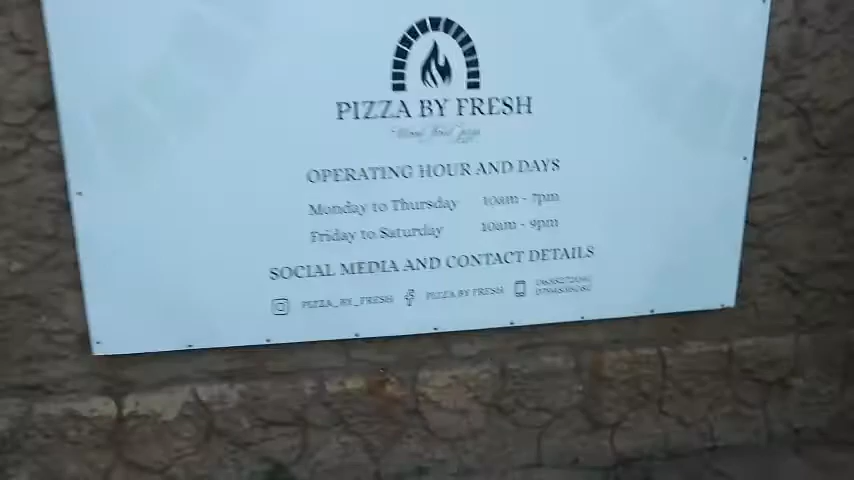 PIZZA BY FRESH
OPERATING HOUR AND DAYS
Monday to Thursday 10am - 7pm
Friday to Saturday 10am - 9pm
SOCIAL MEDIA AND CONTACT DETAILS
PIZZA_BY_FRESH PIZZA BY FRESH